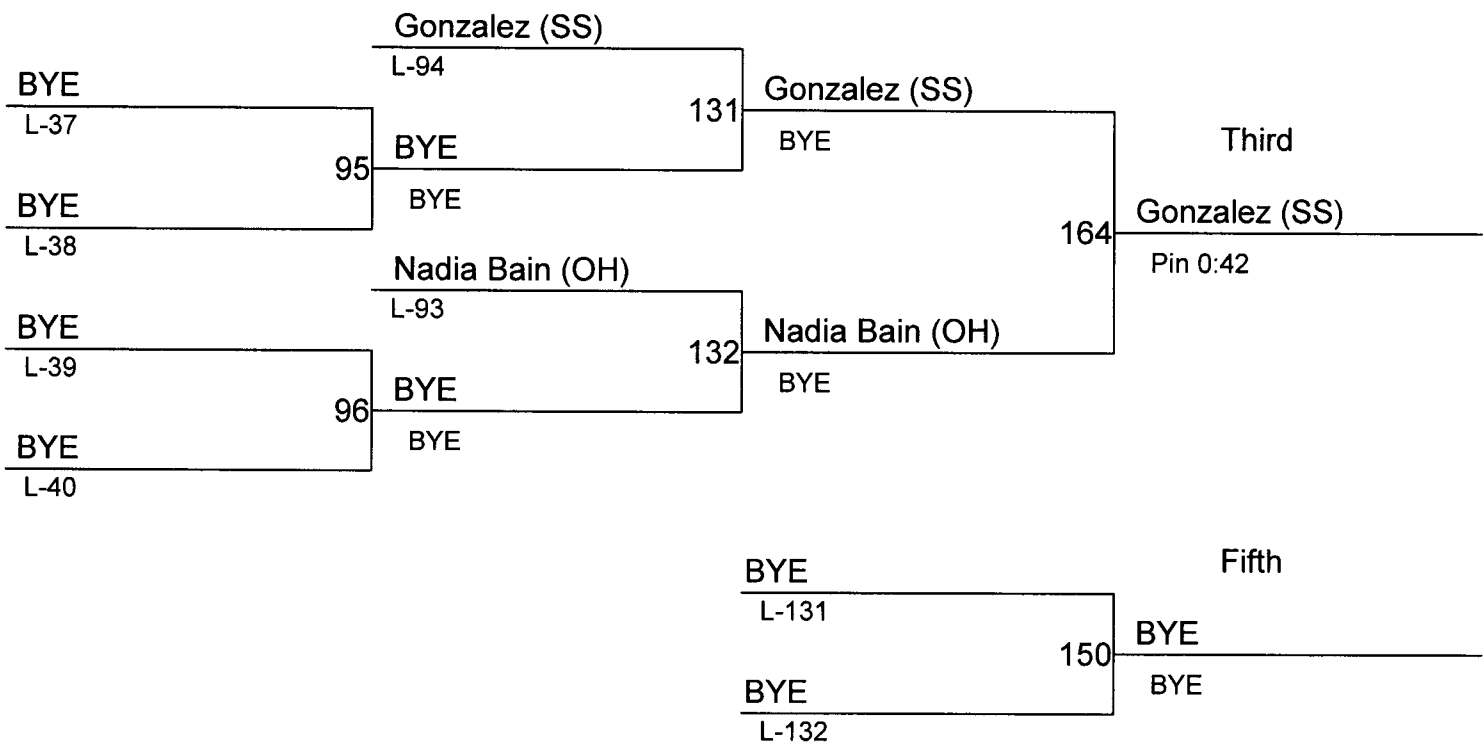 Gonzalez (SS)
L-94
BYE
L-37
131
Gonzalez (SS)
BYE
Third
95
BYE
BYE
BYE
L-38
164
Gonzalez (SS)
Pin 0:42
Nadia Bain (OH)
L-93
BYE
L-39
132
Nadia Bain (OH)
BYE
96
BYE
BYE
BYE
L-40
Fifth
BYE
L-131
150
BYE
BYE
BYE
L-132